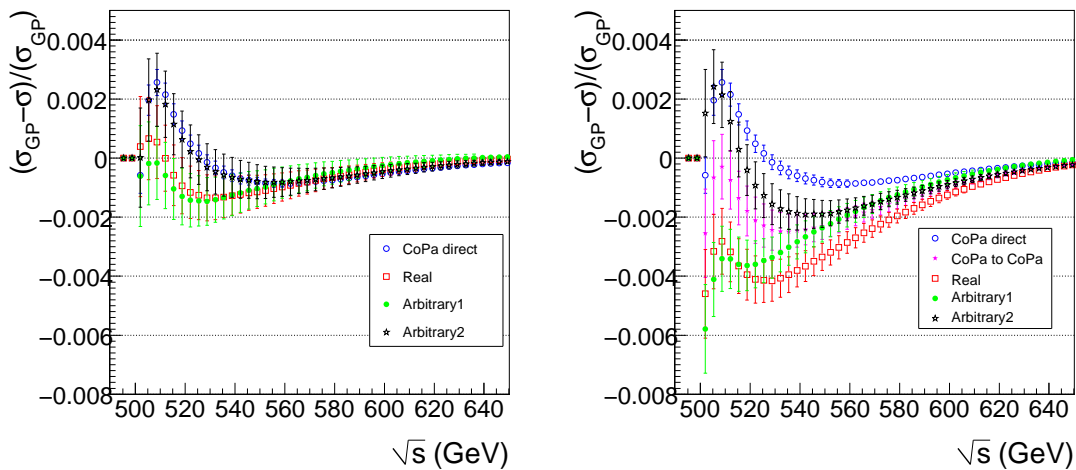 (σGP−σ)/(σGP)
0.004
0.002
0
−0.002
−0.004
−0.006
−0.008
500 520 540 560 580 600 620 640
√s (GeV)
CoPa direct
Real
Arbitrary1
Arbitrary2
(σGP−σ)/(σGP)
0.004
0.002
0
−0.002
−0.004
−0.006
−0.008
500 520 540 560 580 600 620 640
√s (GeV)
CoPa direct
CoPa to CoPa
Real
Arbitrary1
Arbitrary2